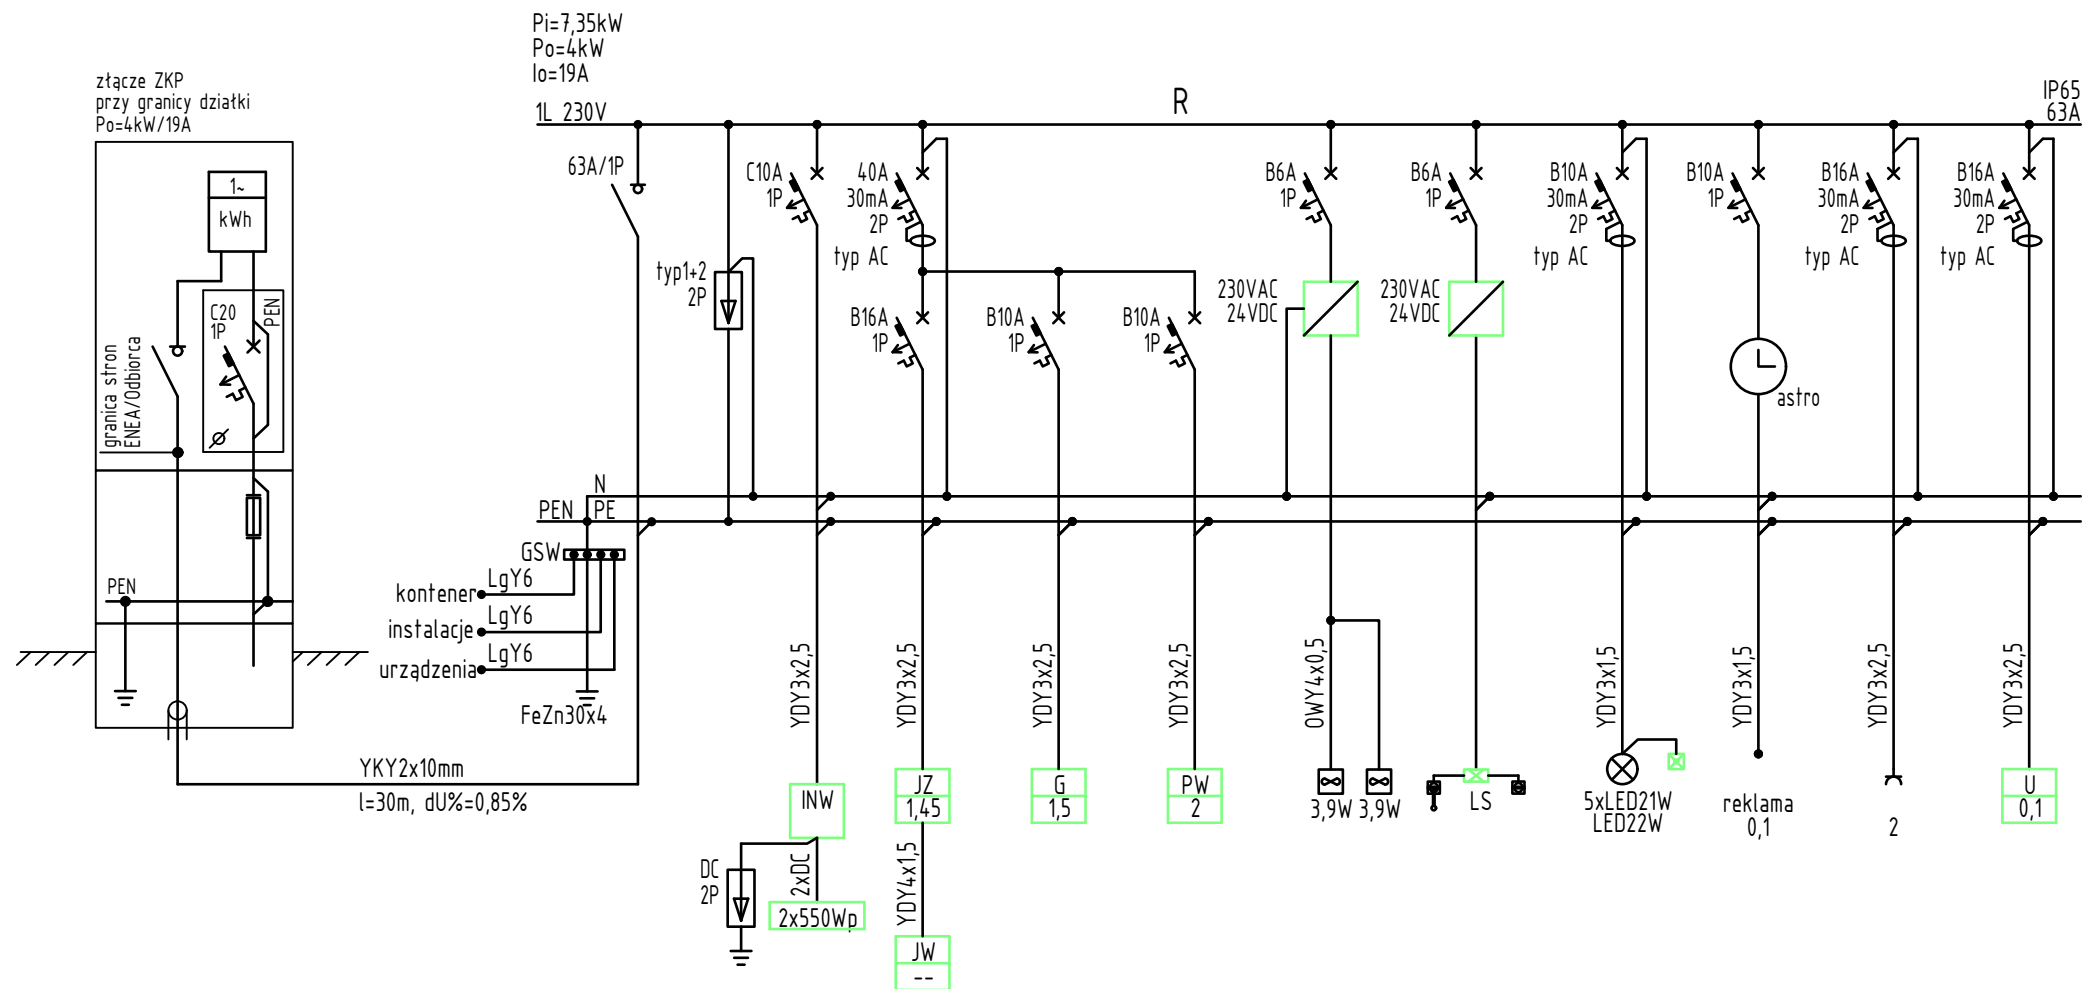 Pi=7,35kW
Po=4kW
Io=19A
złącze ZKP
przy granicy działki
Po=4kW/19A
1L 230V
R
IP65
63A
1~
kWh
C20
1P
PEN
granica stron
ENEA/Odbiorca
PEN
63A/1P
typ1+2
2P
C10A
1P
40A
30mA
2P
typ AC
B16A
1P
B10A
1P
B10A
1P
B6A
1P
230VAC
24VDC
B6A
1P
230VAC
24VDC
B10A
30mA
2P
typ AC
B10A
1P
astro
B16A
30mA
2P
typ AC
B16A
30mA
2P
typ AC
N
PEN
PE
GSW
kontener
LgY6
instalacje
LgY6
urządzenia
LgY6
FeZn30x4
YKY2x10mm
l=30m, dU%=0,85%
YDY3x2,5
YDY3x2,5
YDY3x2,5
YDY3x2,5
OWY4x0,5
YDY3x1,5
YDY3x1,5
YDY3x2,5
YDY3x2,5
INW
DC
2P
2xDC
2x550Wp
JZ
1,45
YDY4x1,5
JW
--
G
1,5
PW
2
3,9W
3,9W
LS
5xLED21W
LED22W
reklama
0,1
2
U
0,1